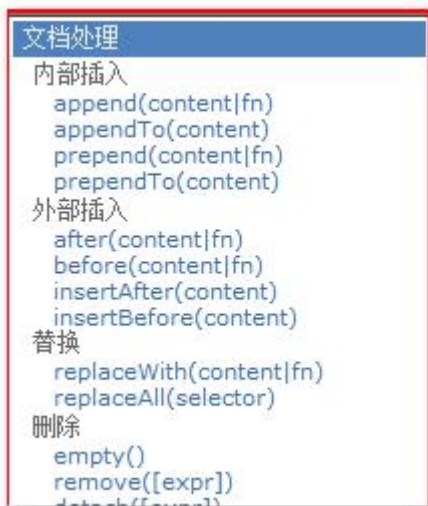 文档处理
内部插入
append(content|fn)
appendTo(content)
prepend(content|fn)
prependTo(content)
外部插入
after(content|fn)
before(content|fn)
insertAfter(content)
insertBefore(content)
替换
replaceWith(content|fn)
replaceAll(selector)
删除
empty()
remove([expr])
detach([expr])